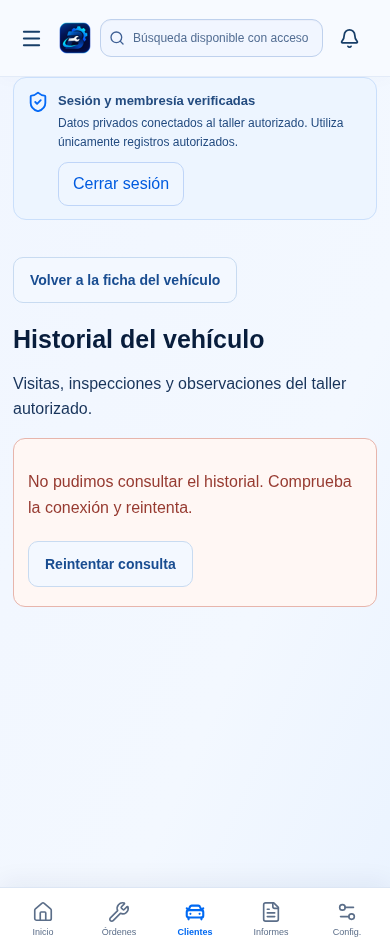 Búsqueda disponible con acceso
Sesión y membresía verificadas
Datos privados conectados al taller autorizado. Utiliza
únicamente registros autorizados.
Cerrar sesión
Volver a la ficha del vehículo
Historial del vehículo
Visitas, inspecciones y observaciones del taller
autorizado.
No pudimos consultar el historial. Comprueba
la conexión y reintenta.
Reintentar consulta
Inicio
Órdenes
Clientes
Informes
Config.